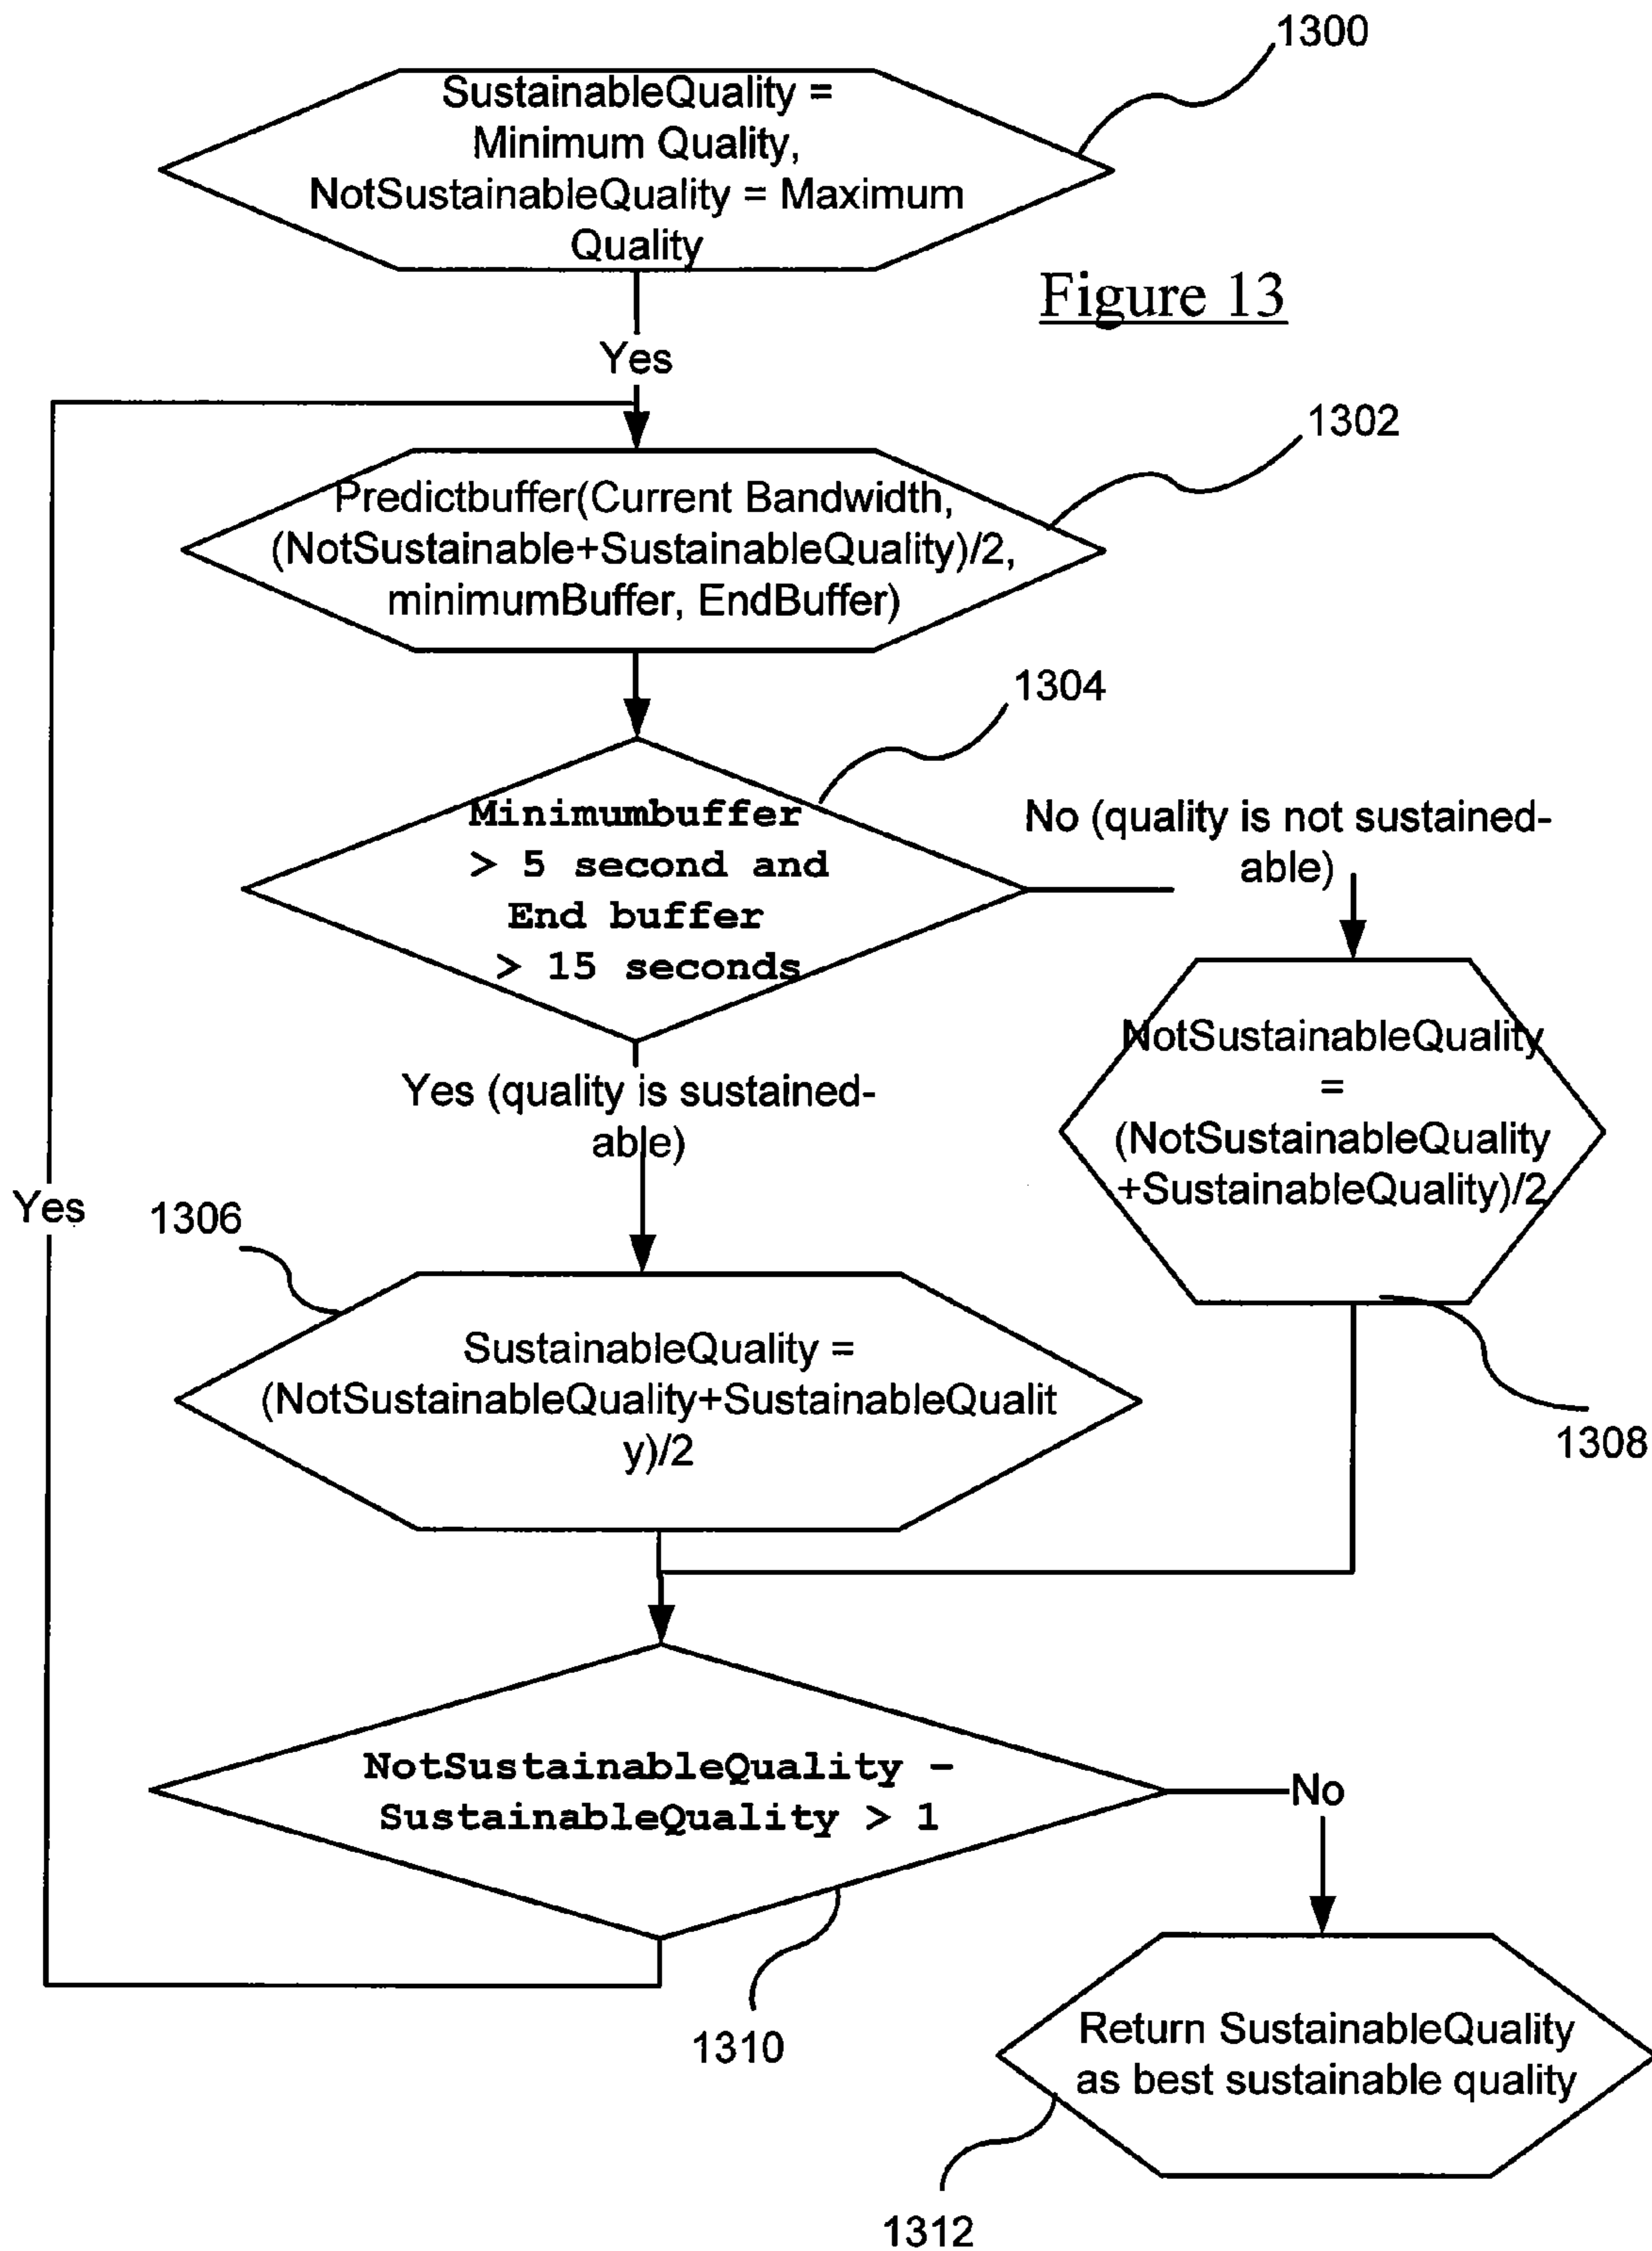 1300
SustainableQuality =
Minimum Quality,
NotSustainableQuality = Maximum
Quality
Figure 13
Yes
1302
Predictbuffer(Current Bandwidth,
(NotSustainable+SustainableQuality)/2,
minimumBuffer, EndBuffer)
1304
Minimumbuffer
> 5 second and
End buffer
> 15 seconds
No (quality is not sustained-
able)
NotSustainableQuality
=
(NotSustainableQuality
+SustainableQuality)/2
Yes (quality is sustained-
able)
Yes
1306
SustainableQuality =
(NotSustainableQuality+SustainableQualit
y)/2
1308
NotSustainableQuality –
SustainableQuality > 1
No
1310
Return SustainableQuality
as best sustainable quality
1312